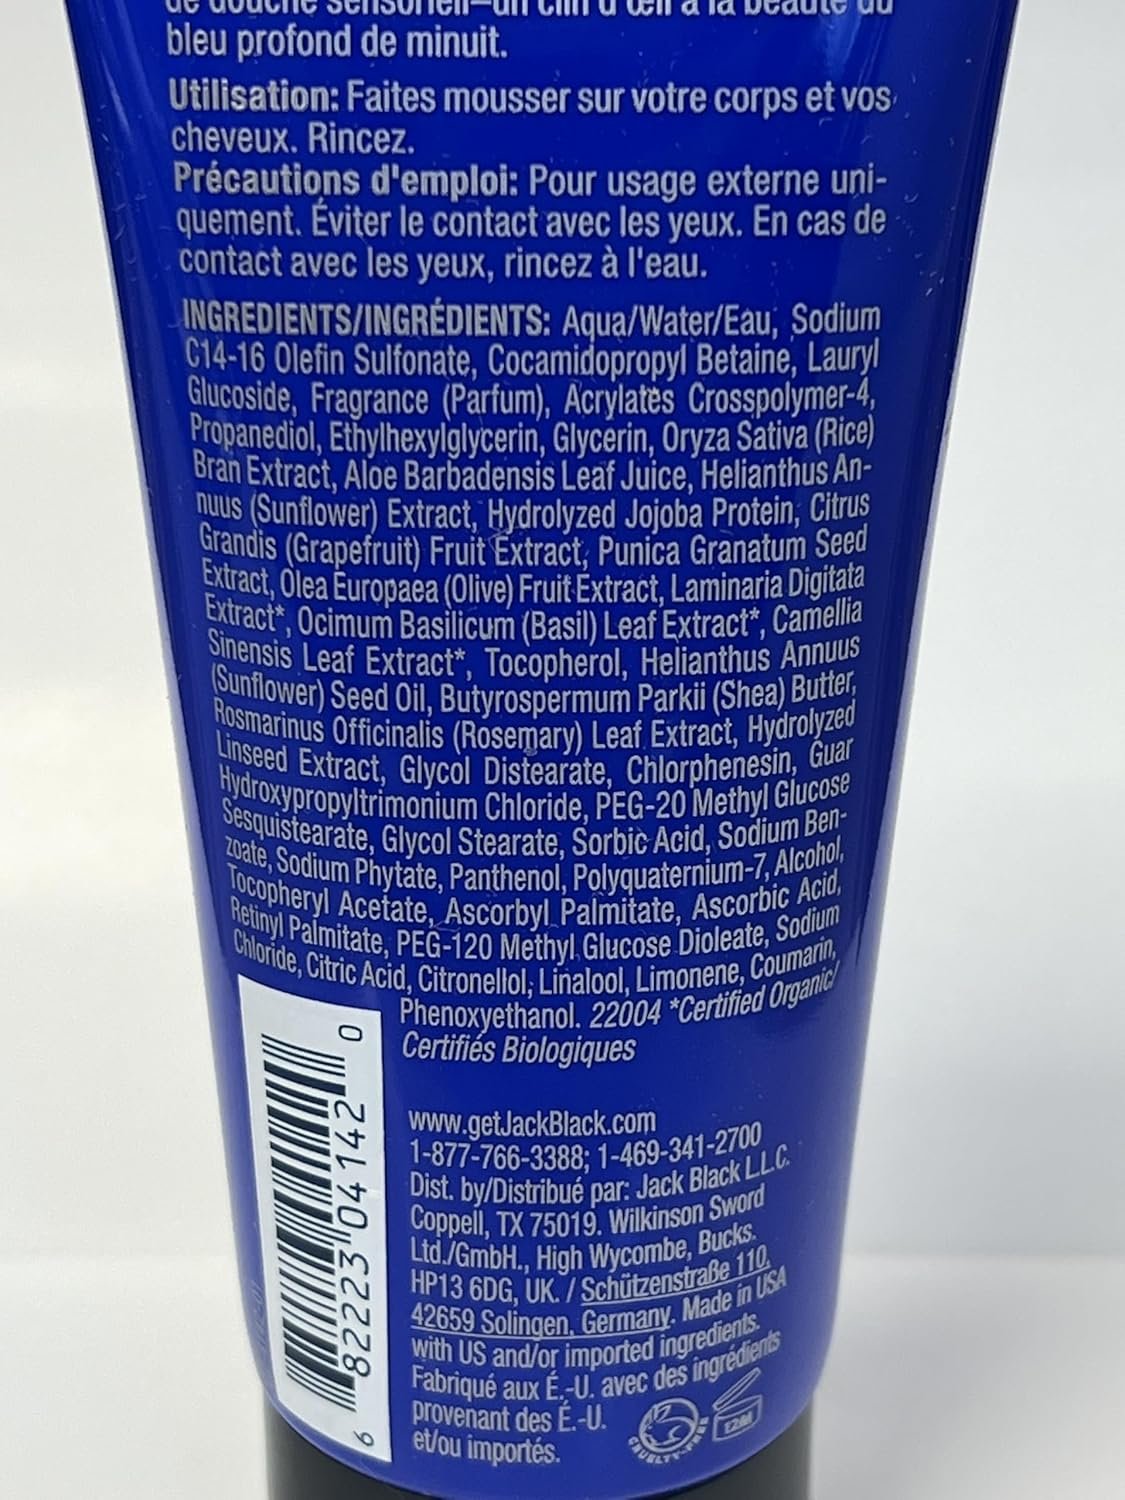 de douche sensoriel–un clin d'œil à la beauté du
bleu profond de minuit.
Utilisation: Faites mousser sur votre corps et vos
cheveux. Rincez.
Précautions d'emploi: Pour usage externe uni-
quement. Éviter le contact avec les yeux. En cas de
contact avec les yeux, rincez à l'eau.
INGREDIENTS/INGRÉDIENTS: Aqua/Water/Eau, Sodium
C14-16 Olefin Sulfonate, Cocamidopropyl Betaine, Lauryl
Glucoside, Fragrance (Parfum), Acrylates Crosspolymer-4,
Propanediol, Ethylhexylglycerin, Glycerin, Oryza Sativa (Rice)
Bran Extract, Aloe Barbadensis Leaf Juice, Helianthus An-
nuus (Sunflower) Extract, Hydrolyzed Jojoba Protein, Citrus
Grandis (Grapefruit) Fruit Extract, Punica Granatum Seed
Extract, Olea Europaea (Olive) Fruit Extract, Laminaria Digitata
Extract*, Ocimum Basilicum (Basil) Leaf Extract*, Camellia
Sinensis Leaf Extract*, Tocopherol, Helianthus Annuus
(Sunflower) Seed Oil, Butyrospermum Parkii (Shea) Butter,
Rosmarinus Officinalis (Rosemary) Leaf Extract, Hydrolyzed
Linseed Extract, Glycol Distearate, Chlorphenesin, Guar
Hydroxypropyltrimonium Chloride, PEG-20 Methyl Glucose
Sesquistearate, Glycol Stearate, Sorbic Acid, Sodium Ben-
zoate, Sodium Phytate, Panthenol, Polyquaternium-7, Alcohol,
Tocopheryl Acetate, Ascorbyl Palmitate, Ascorbic Acid,
Retinyl Palmitate, PEG-120 Methyl Glucose Dioleate, Sodium
Chloride, Citric Acid, Citronellol, Linalool, Limonene, Coumarin,
Phenoxyethanol. 22004 *Certified Organic/
Certifiés Biologiques
www.getJackBlack.com
1-877-766-3388; 1-469-341-2700
Dist. by/Distribué par: Jack Black L.L.C.
Coppell, TX 75019. Wilkinson Sword
Ltd./GmbH., High Wycombe, Bucks.
HP13 6DG, UK. / Schützenstraße 110,
42659 Solingen, Germany. Made in USA
with US and/or imported ingredients.
Fabriqué aux É.-U. avec des ingrédients
provenant des É.-U.
et/ou importés.
CRUELTY-FREE
12M
6 82223 04142 0